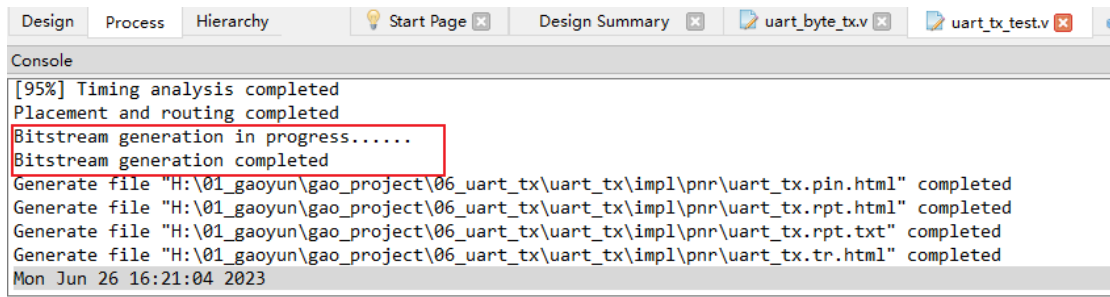 Design Process Hierarchy Start Page Design Summary uart_byte_tx.v uart_tx_test.v
Console
[95%] Timing analysis completed
Placement and routing completed
Bitstream generation in progress......
Bitstream generation completed
Generate file "H:\01_gaoyun\gao_project\06_uart_tx\uart_tx\impl\pnr\uart_tx.pin.html" completed
Generate file "H:\01_gaoyun\gao_project\06_uart_tx\uart_tx\impl\pnr\uart_tx.rpt.html" completed
Generate file "H:\01_gaoyun\gao_project\06_uart_tx\uart_tx\impl\pnr\uart_tx.rpt.txt" completed
Generate file "H:\01_gaoyun\gao_project\06_uart_tx\uart_tx\impl\pnr\uart_tx.tr.html" completed
Mon Jun 26 16:21:04 2023